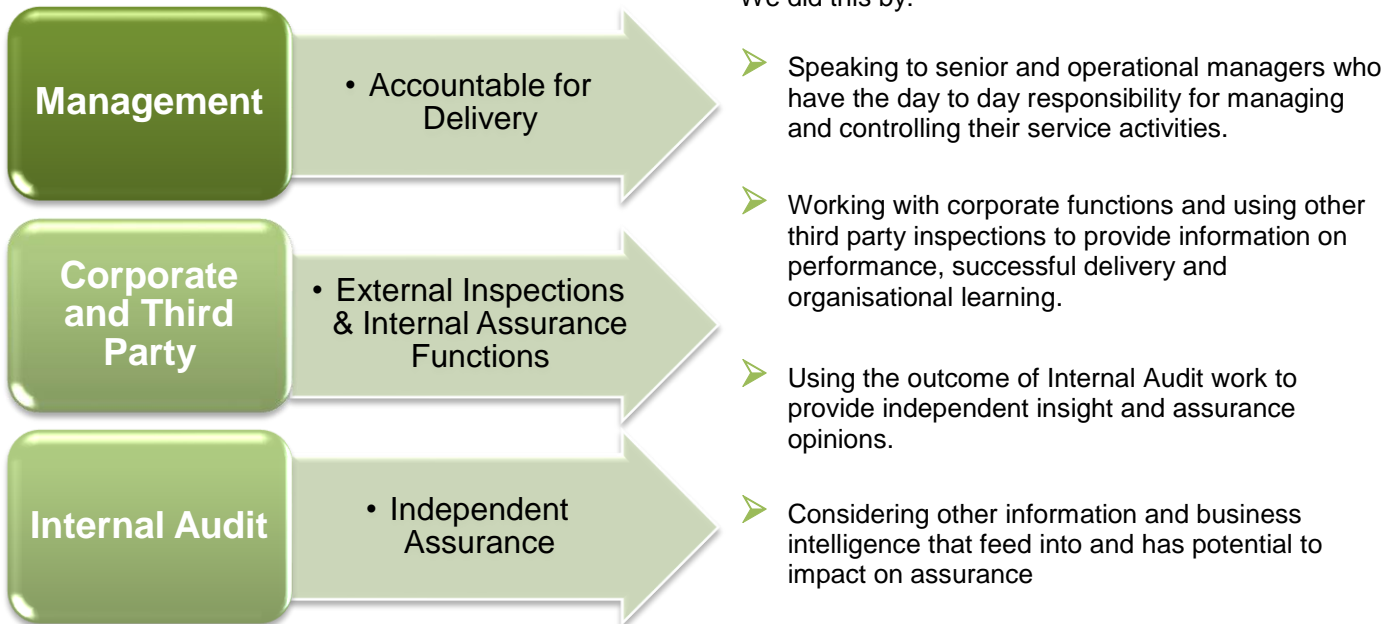 We did this by:
Management
• Accountable for
Delivery
Corporate
and Third
Party
• External Inspections
& Internal Assurance
Functions
Internal Audit
• Independent
Assurance
➢ Speaking to senior and operational managers who
have the day to day responsibility for managing
and controlling their service activities.
➢ Working with corporate functions and using other
third party inspections to provide information on
performance, successful delivery and
organisational learning.
➢ Using the outcome of Internal Audit work to
provide independent insight and assurance
opinions.
➢ Considering other information and business
intelligence that feed into and has potential to
impact on assurance